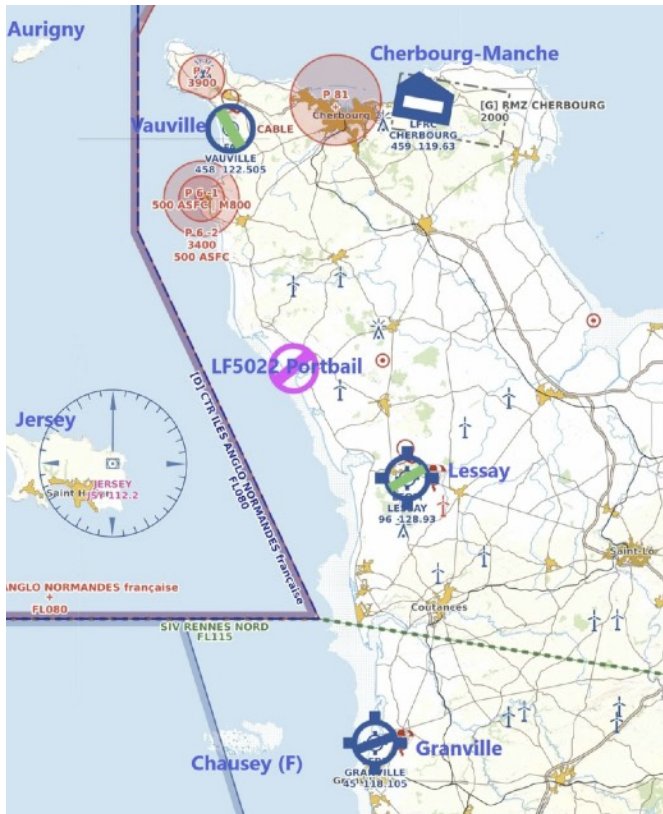 Aurigny
Cherbourg-Manche
P 7
3900
P 81
Cherbourg
[G] RMZ CHERBOURG
2000
LFRC
CHERBOURG
459 119.63
Vauville
CABLE
VAUVILLE
458 122.505
P 6 -1
500 ASFC M800
P 6 -2
3400
500 ASFC
LF5022 Portbail
[D] CTR ILES ANGLO NORMANDES française
FL080
Jersey
JERSEY
JSY 112.2
Lessay
LESSAY
96 128.93
Saint-Lô
Coutances
ANGLO NORMANDES française
FL080
SIV RENNES NORD
FL115
Chausey (F)
Granville
GRANVILLE
45 118.105